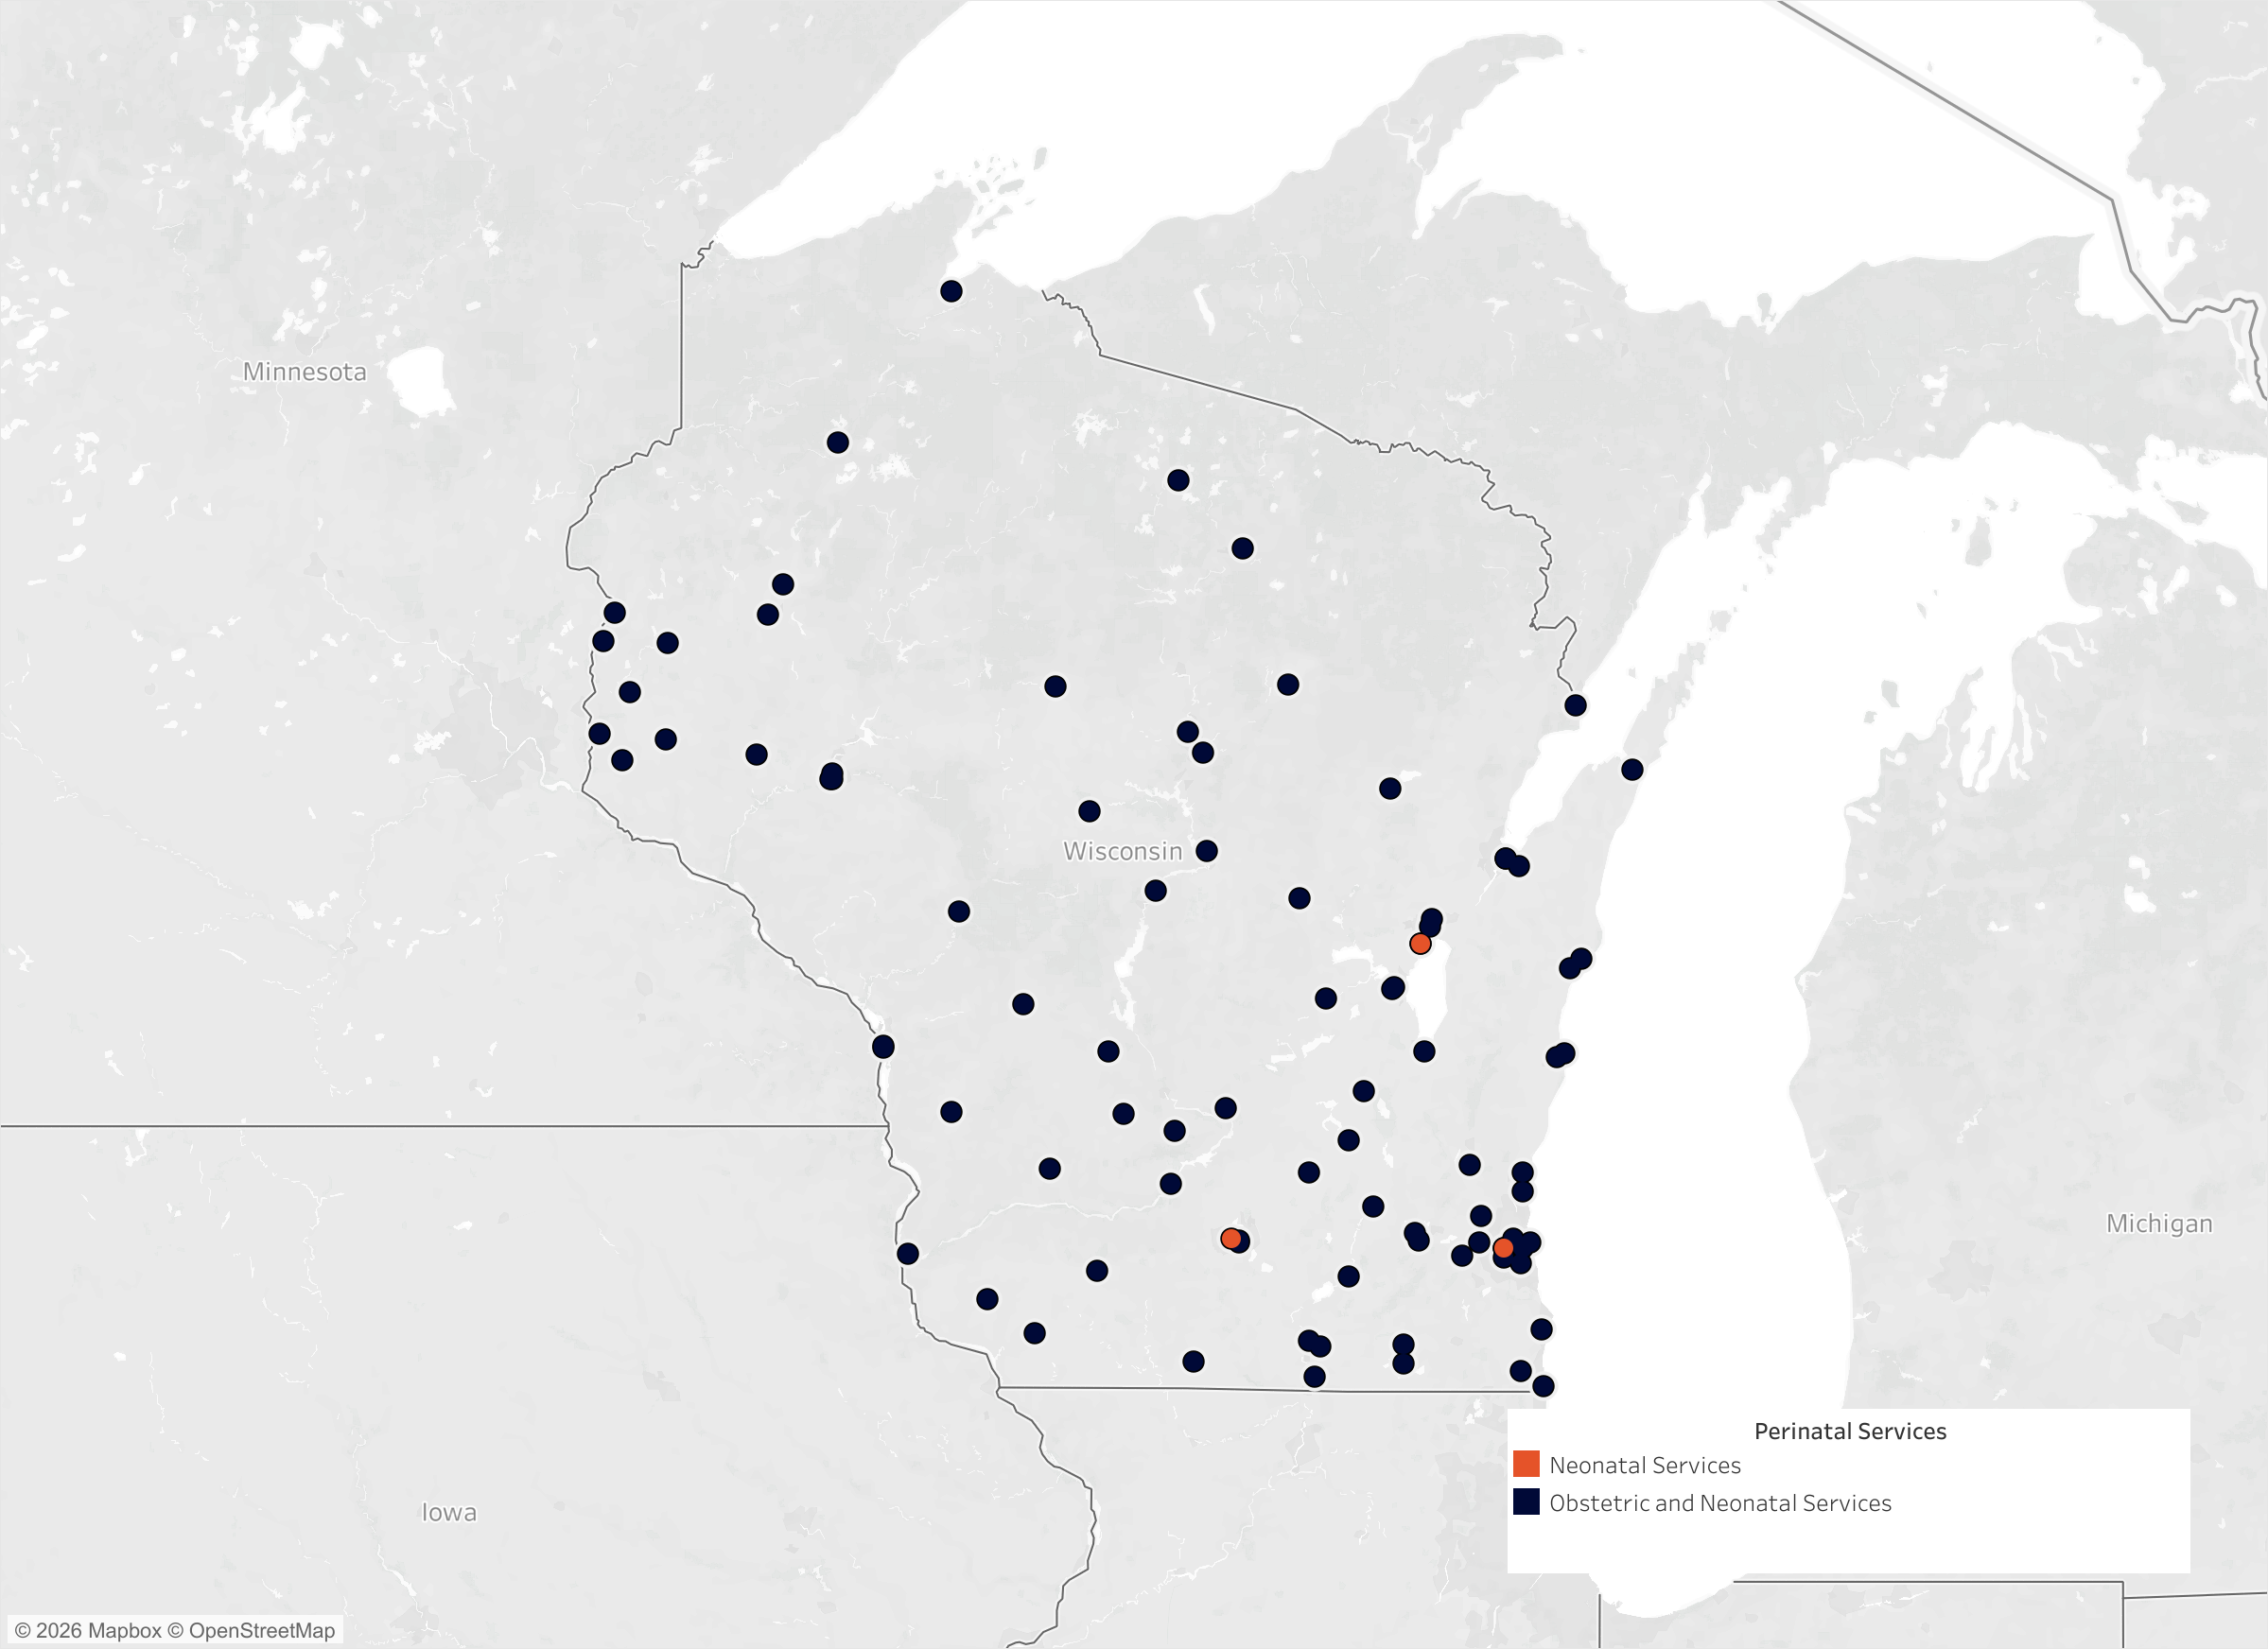 Minnesota
Wisconsin
Michigan
Perinatal Services
Neonatal Services
Obstetric and Neonatal Services
Iowa
© 2026 Mapbox © OpenStreetMap